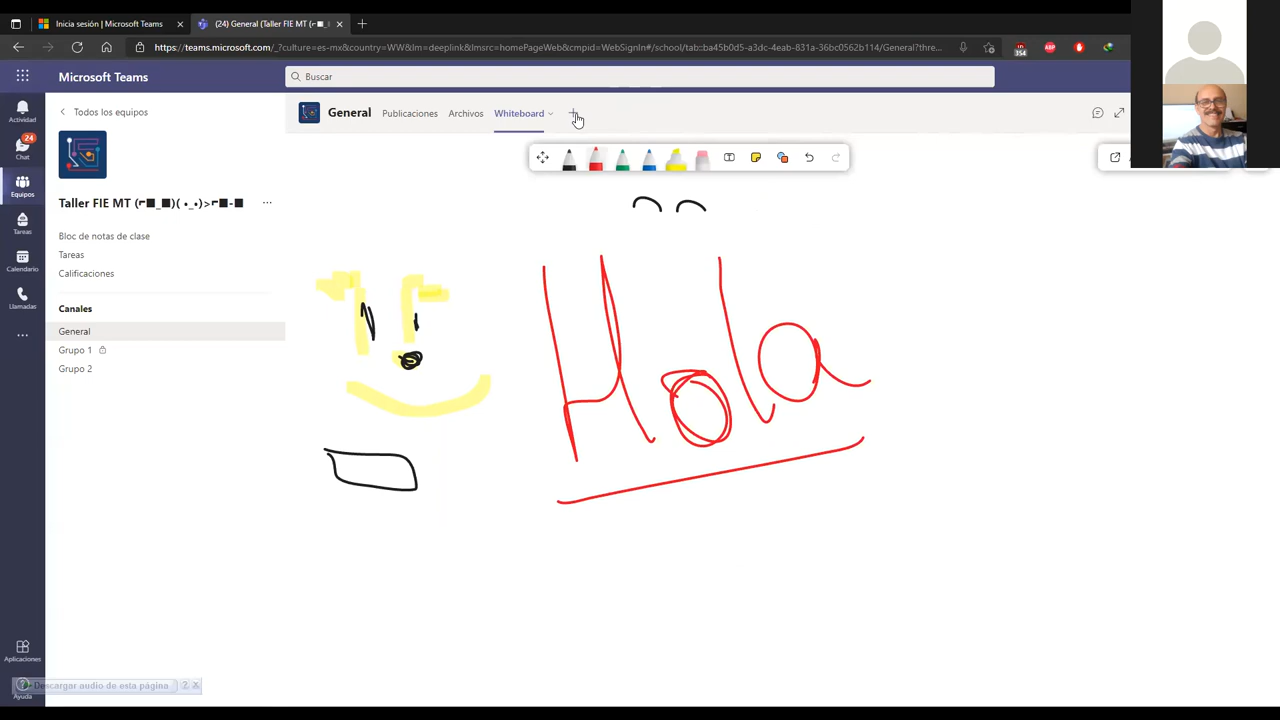 Inicia sesión | Microsoft Teams
(24) General (Taller FIE MT (⌐■_■
https://teams.microsoft.com/_?culture=es-mx&country=WW&lm=deeplink&lmsrc=homePageWeb&cmpid=WebSignIn#/school/tab::ba45b0d5-a3dc-4eab-831a-36bc0562b114/General?thre...
354
ABP
Microsoft Teams
Buscar
Todos los equipos
General
Publicaciones
Archivos
Whiteboard
Actividad
24
Chat
Equipos
Tareas
Calendario
Llamadas
Aplicaciones
Ayuda
Taller FIE MT (⌐■_■)( •_•)>⌐■-■
Bloc de notas de clase
Tareas
Calificaciones
Canales
General
Grupo 1
Grupo 2
Hola
Descargar audio de esta página